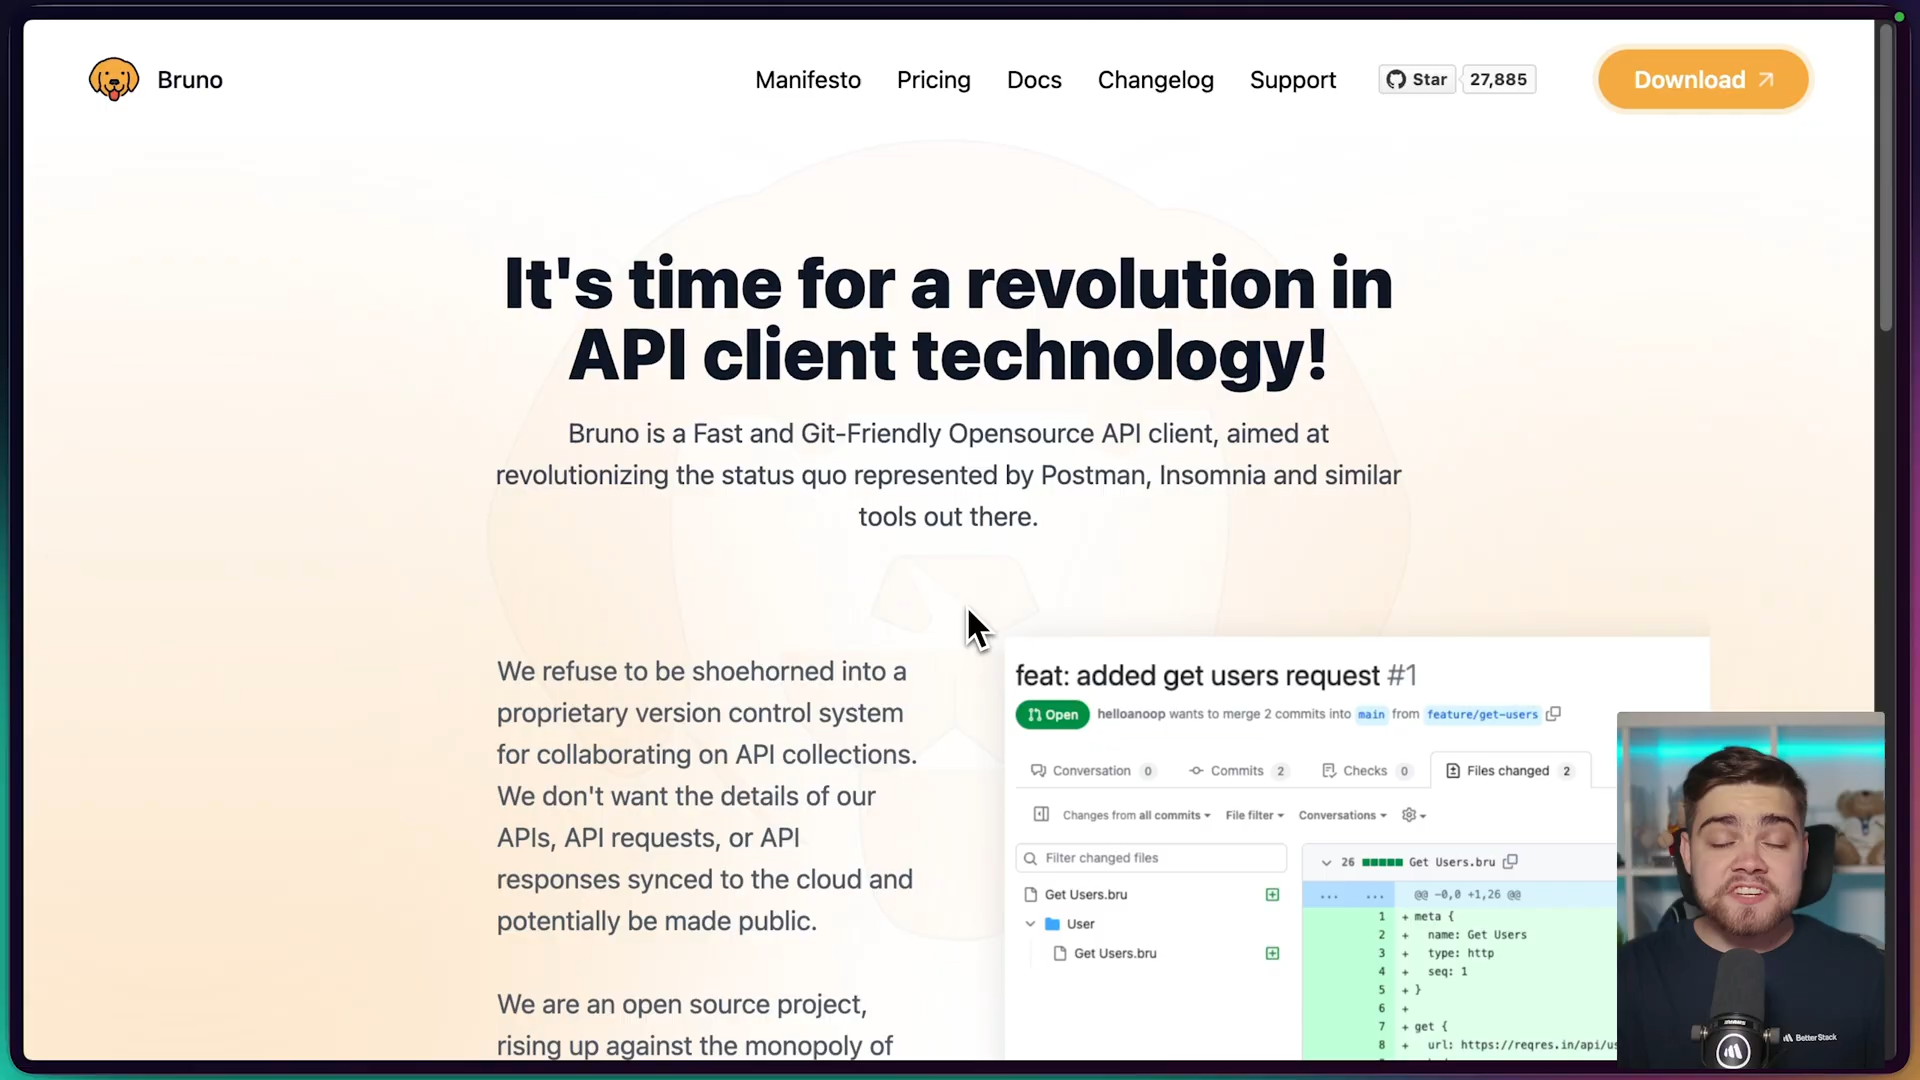 Bruno
Manifesto
Pricing
Docs
Changelog
Support
Star
27,885
Download
It's time for a revolution in
API client technology!
Bruno is a Fast and Git-Friendly Opensource API client, aimed at
revolutionizing the status quo represented by Postman, Insomnia and similar
tools out there.
We refuse to be shoehorned into a
proprietary version control system
for collaborating on API collections.
We don't want the details of our
APIs, API requests, or API
responses synced to the cloud and
potentially be made public.
We are an open source project,
rising up against the monopoly of
feat: added get users request #1
Open helloanoop wants to merge 2 commits into main from feature/get-users
Conversation 0
Commits 2
Checks 0
Files changed 2
Changes from all commits
File filter
Conversations
Filter changed files
Get Users.bru
User
Get Users.bru
26 Get Users.bru
... ... @@ -0,0 +1,26 @@
1 + meta {
2 + name: Get Users
3 + type: http
4 + seq: 1
5 + }
6 +
7 + get {
8 + url: https://reqres.in/api/us
Better Stack